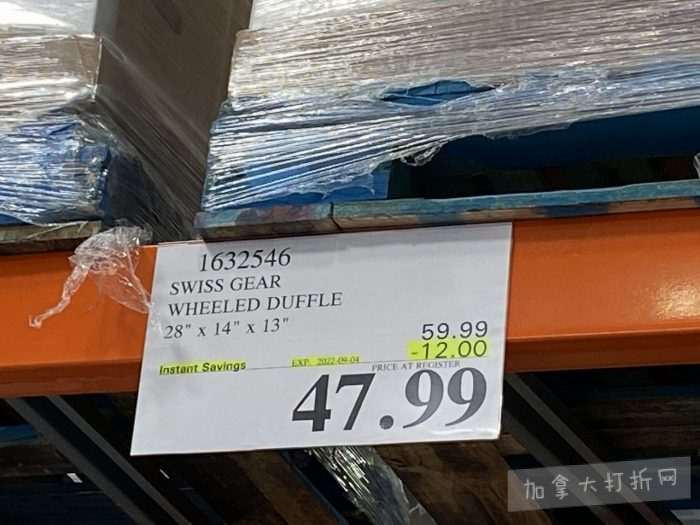 1632546
SWISS GEAR
WHEELED DUFFLE
28" x 14" x 13"
59.99
-12.00
Instant Savings EXP. 2022-09-04
PRICE AT REGISTER
47.99
加拿大打折网